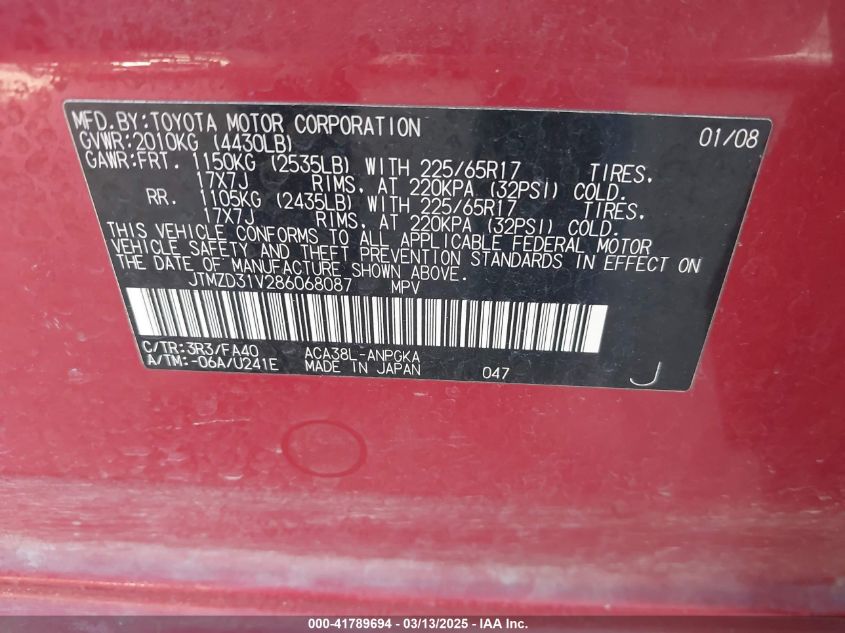 MFD.BY:TOYOTA MOTOR CORPORATION 01/08
GVWR:2010KG (4430LB)
GAWR:FRT. 1150KG (2535LB) WITH 225/65R17 TIRES,
17X7J RIMS, AT 220KPA (32PSI) COLD.
RR. 1105KG (2435LB) WITH 225/65R17 TIRES,
17X7J RIMS, AT 220KPA (32PSI) COLD.
THIS VEHICLE CONFORMS TO ALL APPLICABLE FEDERAL MOTOR
VEHICLE SAFETY AND THEFT PREVENTION STANDARDS IN EFFECT ON
THE DATE OF MANUFACTURE SHOWN ABOVE.
JTMZD31V286068087 MPV
C/TR:3R3/FA40 ACA38L-ANPGKA
A/TM:-06A/U241E MADE IN JAPAN 047 J
000-41789694 - 03/13/2025 - IAA Inc.